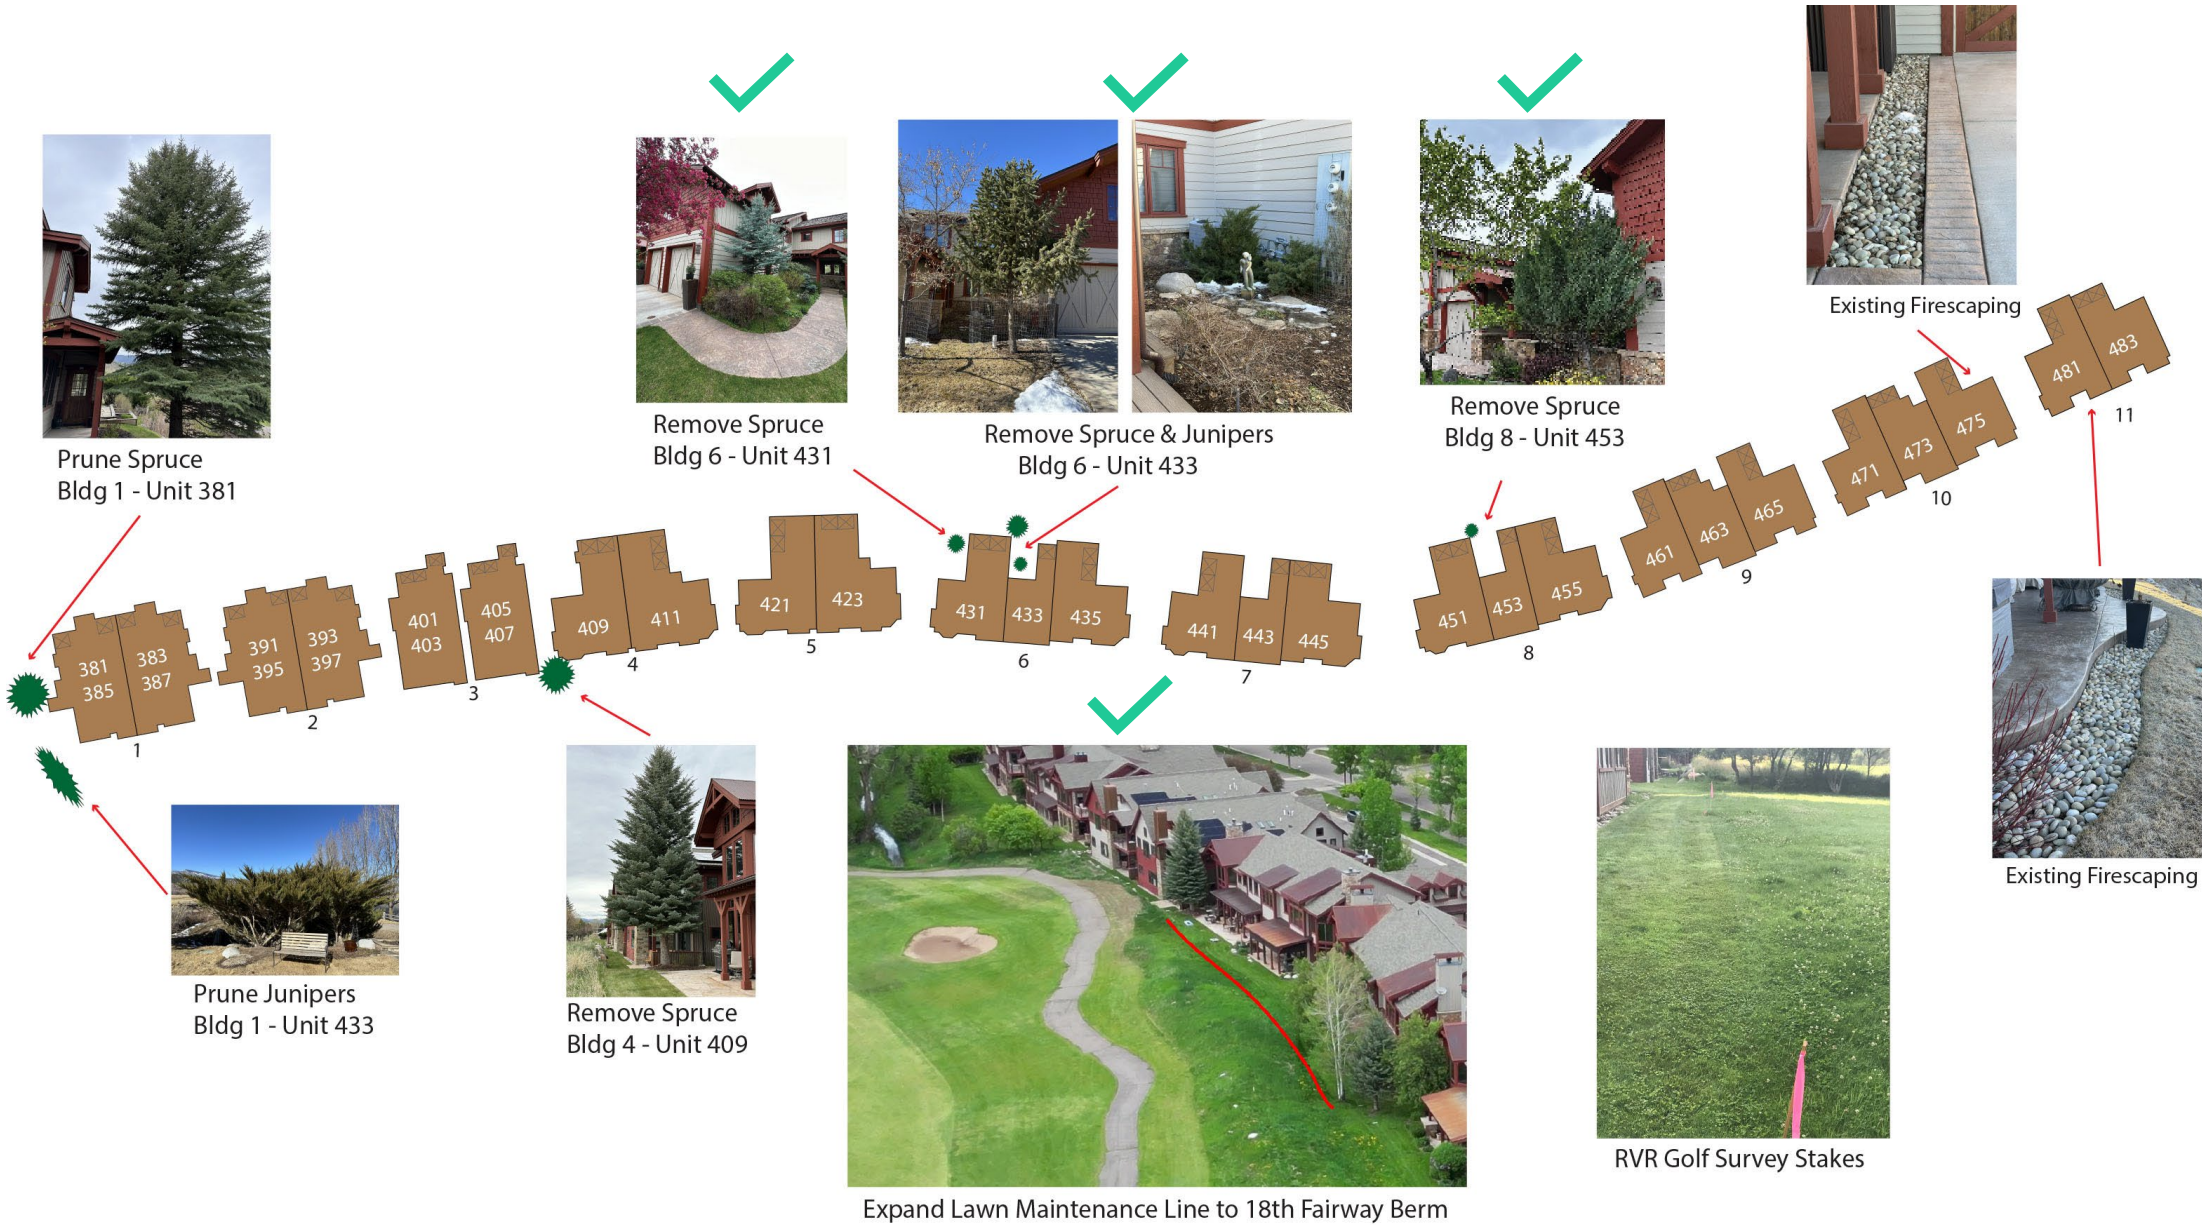 Existing Firescaping
Prune Spruce
Bldg 1 - Unit 381
Remove Spruce
Bldg 6 - Unit 431
Remove Spruce & Junipers
Bldg 6 - Unit 433
Remove Spruce
Bldg 8 - Unit 453
381
385
383
387
1
391
395
393
397
2
401
403
405
407
3
409
411
4
421
423
5
431
433
435
6
441
443
445
7
451
453
455
8
461
463
465
9
471
473
475
10
481
483
11
Prune Junipers
Bldg 1 - Unit 433
Remove Spruce
Bldg 4 - Unit 409
Expand Lawn Maintenance Line to 18th Fairway Berm
RVR Golf Survey Stakes
Existing Firescaping